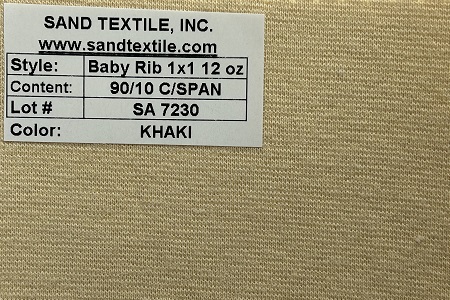 SAND TEXTILE, INC.
www.sandtextile.com
Style: Baby Rib 1x1 12 oz
Content: 90/10 C/SPAN
Lot # SA 7230
Color: KHAKI